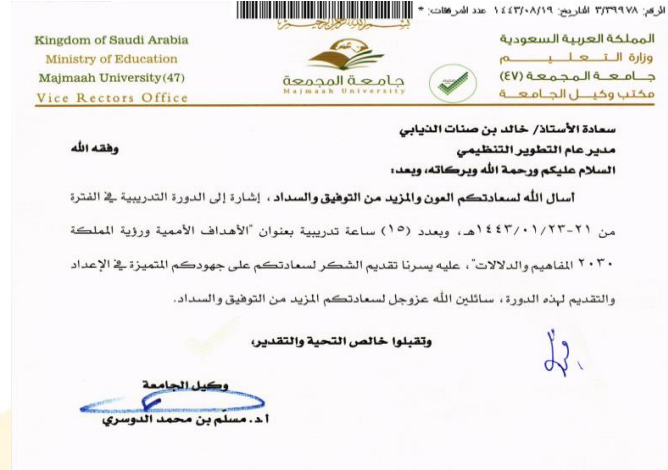 الرقم: ٣/٣٩٩٧٨ التاريخ: ١٤٤٣/٠٨/١٩ عدد المرفقات: *
Kingdom of Saudi Arabia
Ministry of Education
Majmaah University(47)
Vice Rectors Office
جامعة المجمعة
Majmaah University
المملكة العربية السعودية
وزارة التعليم
جامعة المجمعة (٤٧)
مكتب وكيل الجامعة
سعادة الأستاذ/ خالد بن صنات الذيابي
مدير عام التطوير التنظيمي وفقه الله
السلام عليكم ورحمة الله وبركاته، وبعد:
أسال الله لسعادتكم العون والمزيد من التوفيق والسداد، إشارة إلى الدورة التدريبية في الفترة
من ٢١-١٤٤٣/٠١/٢٣هـ، وبعدد (١٥) ساعة تدريبية بعنوان "الأهداف الأممية ورؤية المملكة
٢٠٣٠ المفاهيم والدلالات"، عليه يسرنا تقديم الشكر لسعادتكم على جهودكم المتميزة في الإعداد
والتقديم لهذه الدورة، سائلين الله عزوجل لسعادتكم المزيد من التوفيق والسداد.
وتقبلوا خالص التحية والتقدير،
وكيل الجامعة
أ.د. مسلّم بن محمد الدوسري